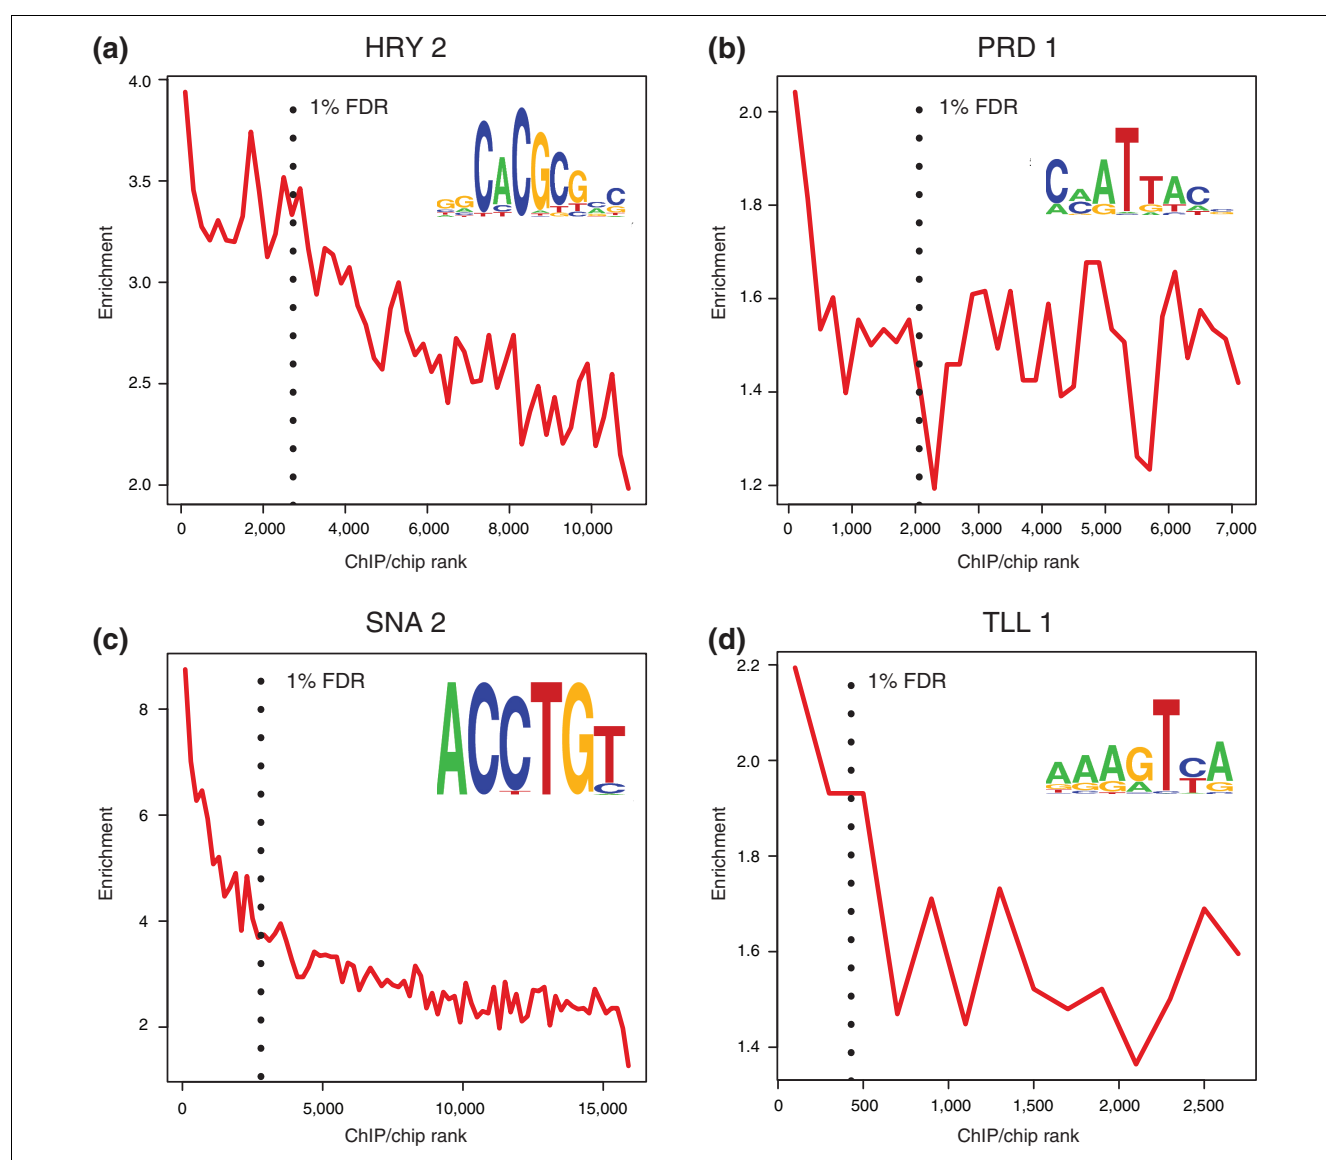 (a) HRY 2
4.0
3.5
3.0
2.5
2.0
Enrichment
1% FDR
CACGCG
0 2,000 4,000 6,000 8,000 10,000
ChIP/chip rank
(b) PRD 1
2.0
1.8
1.6
1.4
1.2
Enrichment
1% FDR
CAATTAC
0 1,000 2,000 3,000 4,000 5,000 6,000 7,000
ChIP/chip rank
(c) SNA 2
8
6
4
2
Enrichment
1% FDR
ACCTGT
0 5,000 10,000 15,000
ChIP/chip rank
(d) TLL 1
2.2
2.0
1.8
1.6
1.4
Enrichment
1% FDR
AAAGTCA
0 500 1,000 1,500 2,000 2,500
ChIP/chip rank